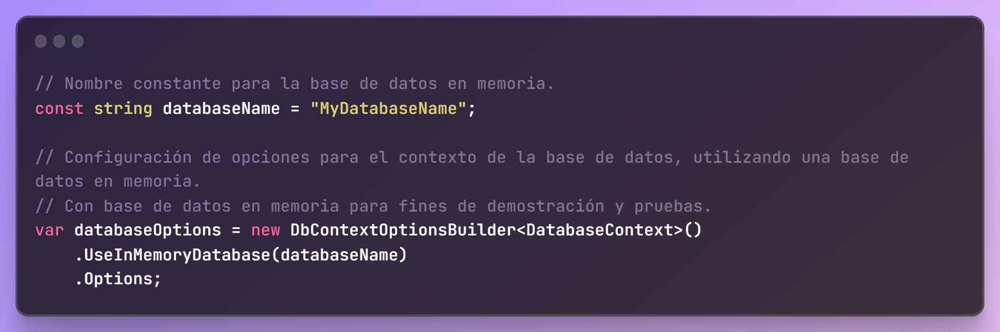 // Nombre constante para la base de datos en memoria.
const string databaseName = "MyDatabaseName";

// Configuración de opciones para el contexto de la base de datos, utilizando una base de
datos en memoria.
// Con base de datos en memoria para fines de demostración y pruebas.
var databaseOptions = new DbContextOptionsBuilder<DatabaseContext>()
    .UseInMemoryDatabase(databaseName)
    .Options;